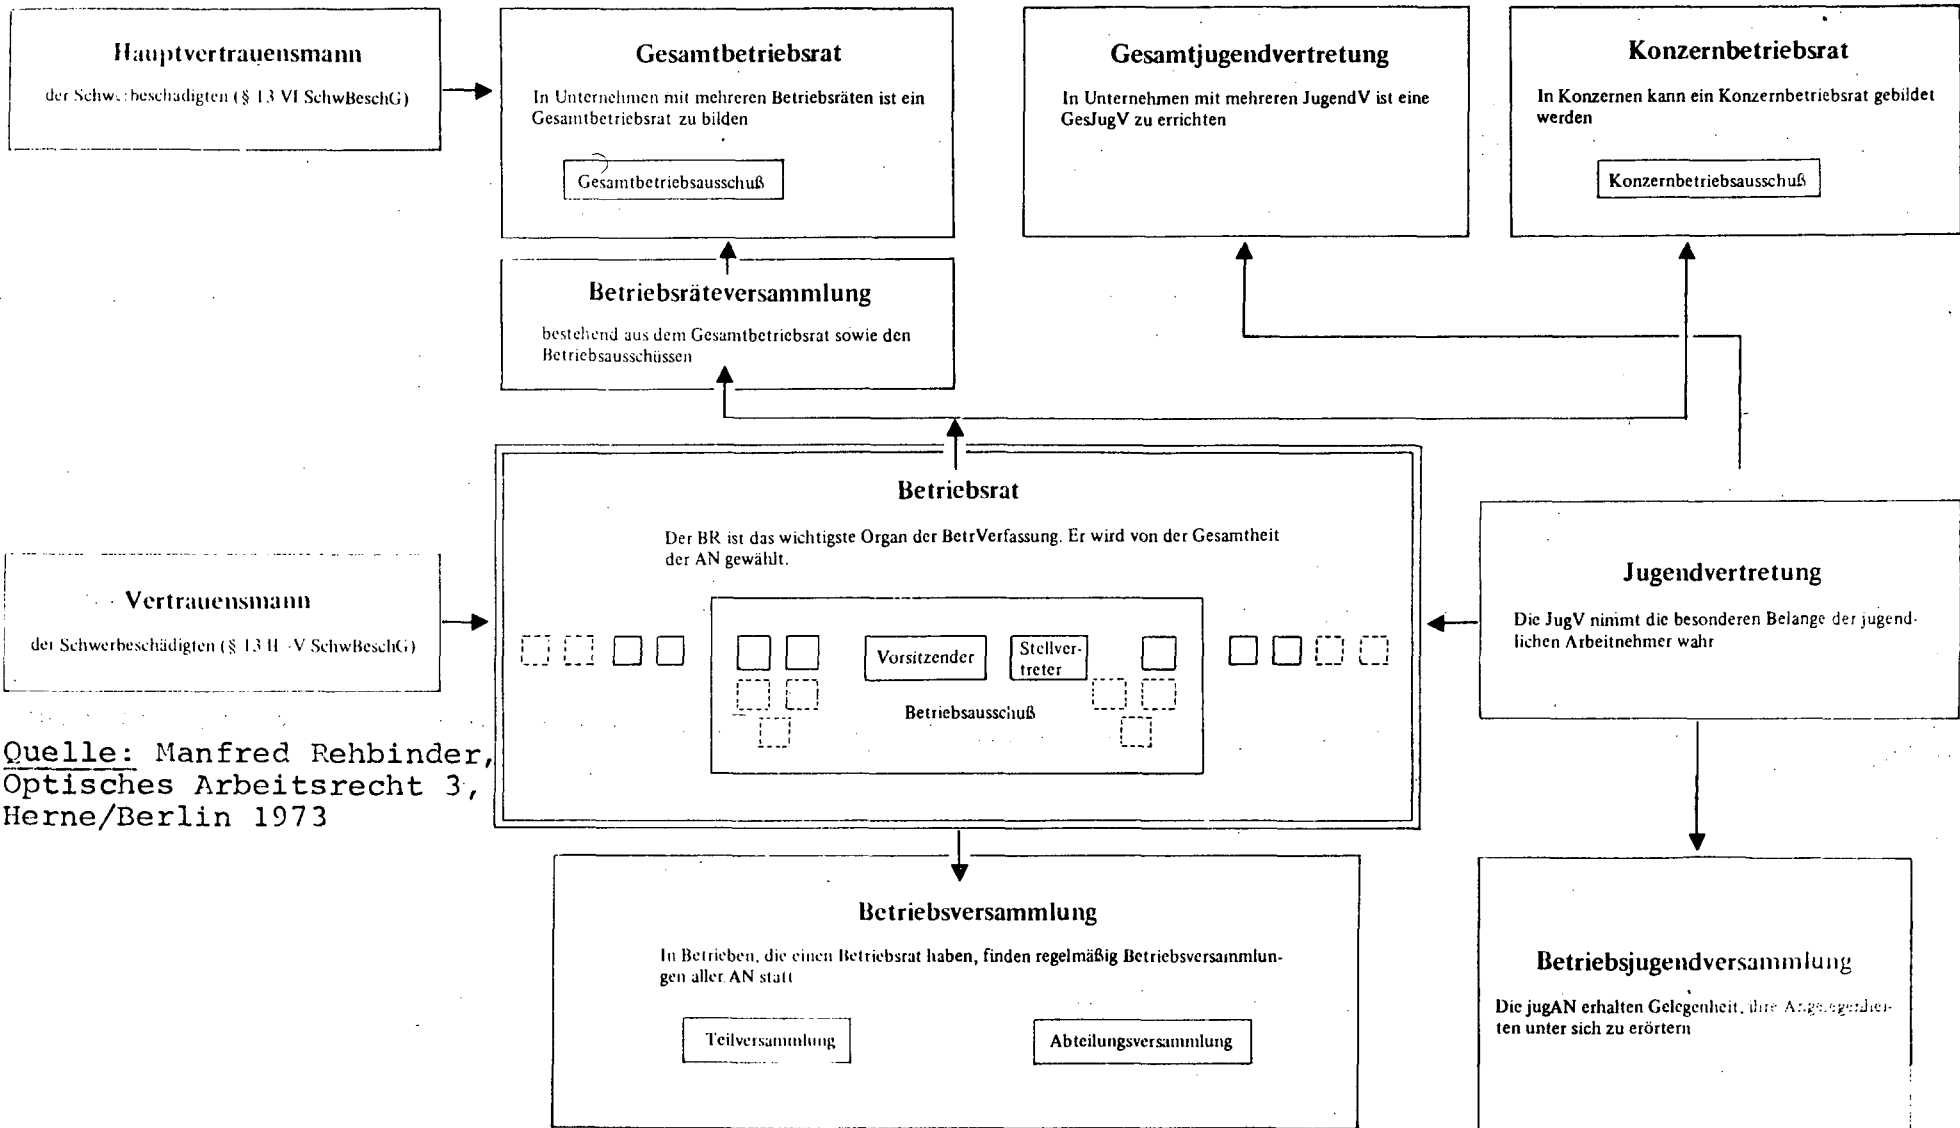 Hauptvertrauensmann
der Schwerbeschädigten (§ 13 VI SchwBeschG)
Gesamtbetriebsrat
In Unternehmen mit mehreren Betriebsräten ist ein
Gesamtbetriebsrat zu bilden
Gesamtbetriebsausschuß
Gesamtjugendvertretung
In Unternehmen mit mehreren JugendV ist eine
GesJugV zu errichten
Konzernbetriebsrat
In Konzernen kann ein Konzernbetriebsrat gebildet
werden
Konzernbetriebsausschuß
Betriebsräteversammlung
bestehend aus dem Gesamtbetriebsrat sowie den
Betriebsausschüssen
Betriebsrat
Der BR ist das wichtigste Organ der BetrVerfassung. Er wird von der Gesamtheit
der AN gewählt.
Vorsitzender
Stellver-
treter
Betriebsausschuß
Vertrauensmann
der Schwerbeschädigten (§ 13 II -V SchwBeschG)
Jugendvertretung
Die JugV nimmt die besonderen Belange der jugend-
lichen Arbeitnehmer wahr
Quelle: Manfred Rehbinder,
Optisches Arbeitsrecht 3,
Herne/Berlin 1973
Betriebsversammlung
In Betrieben, die einen Betriebsrat haben, finden regelmäßig Betriebsversammlun-
gen aller AN statt
Teilversammlung
Abteilungsversammlung
Betriebsjugendversammlung
Die jugAN erhalten Gelegenheit, ihre Angelegenhei-
ten unter sich zu erörtern